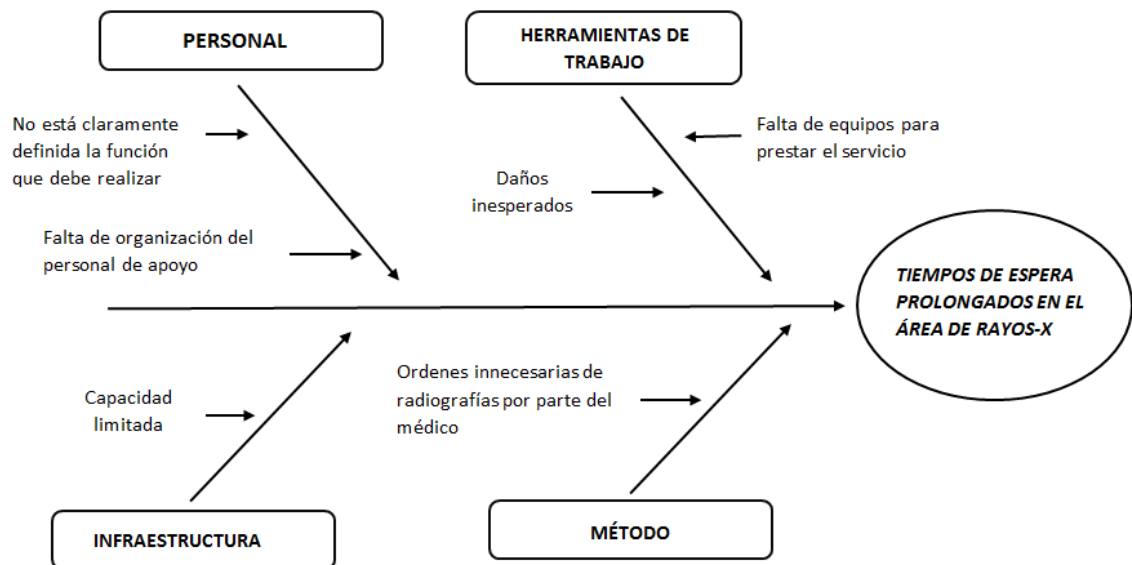 PERSONAL
HERRAMIENTAS DE
TRABAJO
No está claramente
definida la función
que debe realizar
Falta de equipos para
prestar el servicio
Daños
inesperados
Falta de organización del
personal de apoyo
TIEMPOS DE ESPERA
PROLONGADOS EN EL
ÁREA DE RAYOS-X
Capacidad
limitada
Ordenes innecesarias de
radiografías por parte del
médico
INFRAESTRUCTURA
MÉTODO